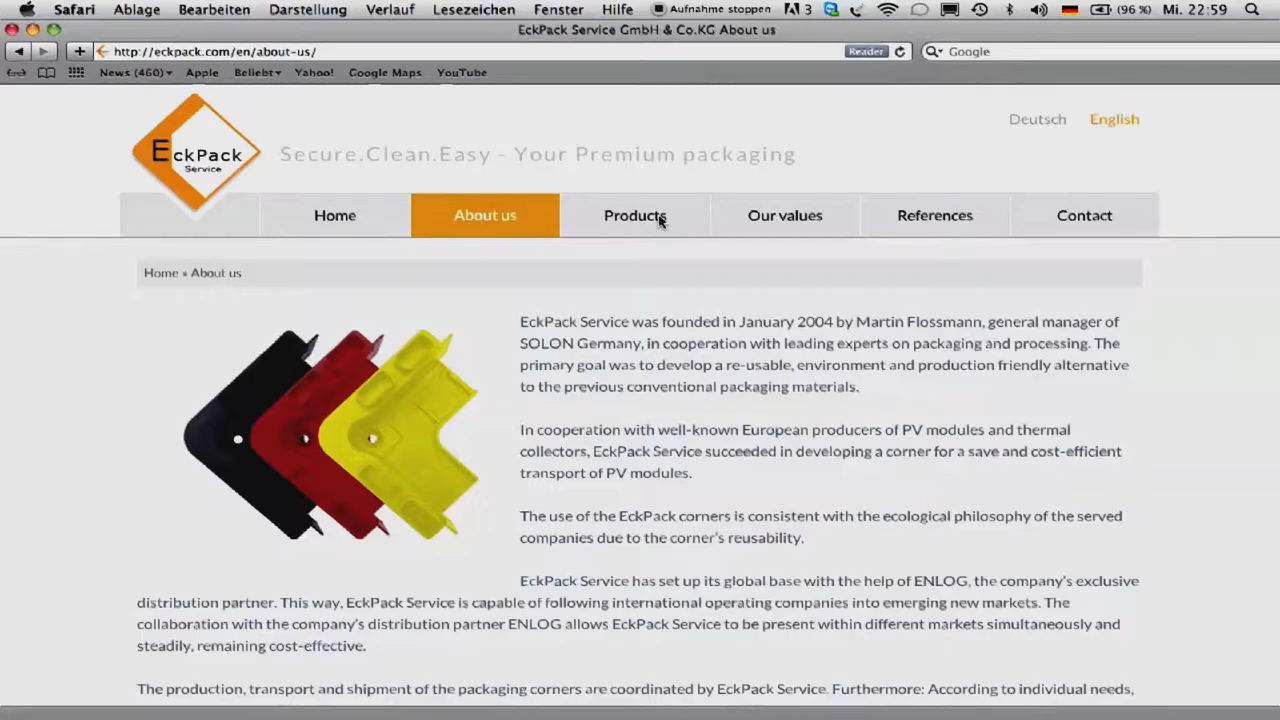 Safari Ablage Bearbeiten Darstellung Verlauf Lesezeichen Fenster Hilfe Aufnahme stoppen 3 (96 %) Mi. 22:59
EckPack Service GmbH & Co.KG About us
http://eckpack.com/en/about-us/ Reader Google
News (460) Apple Beliebt Yahoo! Google Maps YouTube
Deutsch English
EckPack
Service
Secure.Clean.Easy - Your Premium packaging
Home About us Products Our values References Contact
Home » About us
EckPack Service was founded in January 2004 by Martin Flossmann, general manager of
SOLON Germany, in cooperation with leading experts on packaging and processing. The
primary goal was to develop a re-usable, environment and production friendly alternative
to the previous conventional packaging materials.
In cooperation with well-known European producers of PV modules and thermal
collectors, EckPack Service succeeded in developing a corner for a save and cost-efficient
transport of PV modules.
The use of the EckPack corners is consistent with the ecological philosophy of the served
companies due to the corner's reusability.
EckPack Service has set up its global base with the help of ENLOG, the company's exclusive
distribution partner. This way, EckPack Service is capable of following international operating companies into emerging new markets. The
collaboration with the company's distribution partner ENLOG allows EckPack Service to be present within different markets simultaneously and
steadily, remaining cost-effective.
The production, transport and shipment of the packaging corners are coordinated by EckPack Service. Furthermore: According to individual needs,